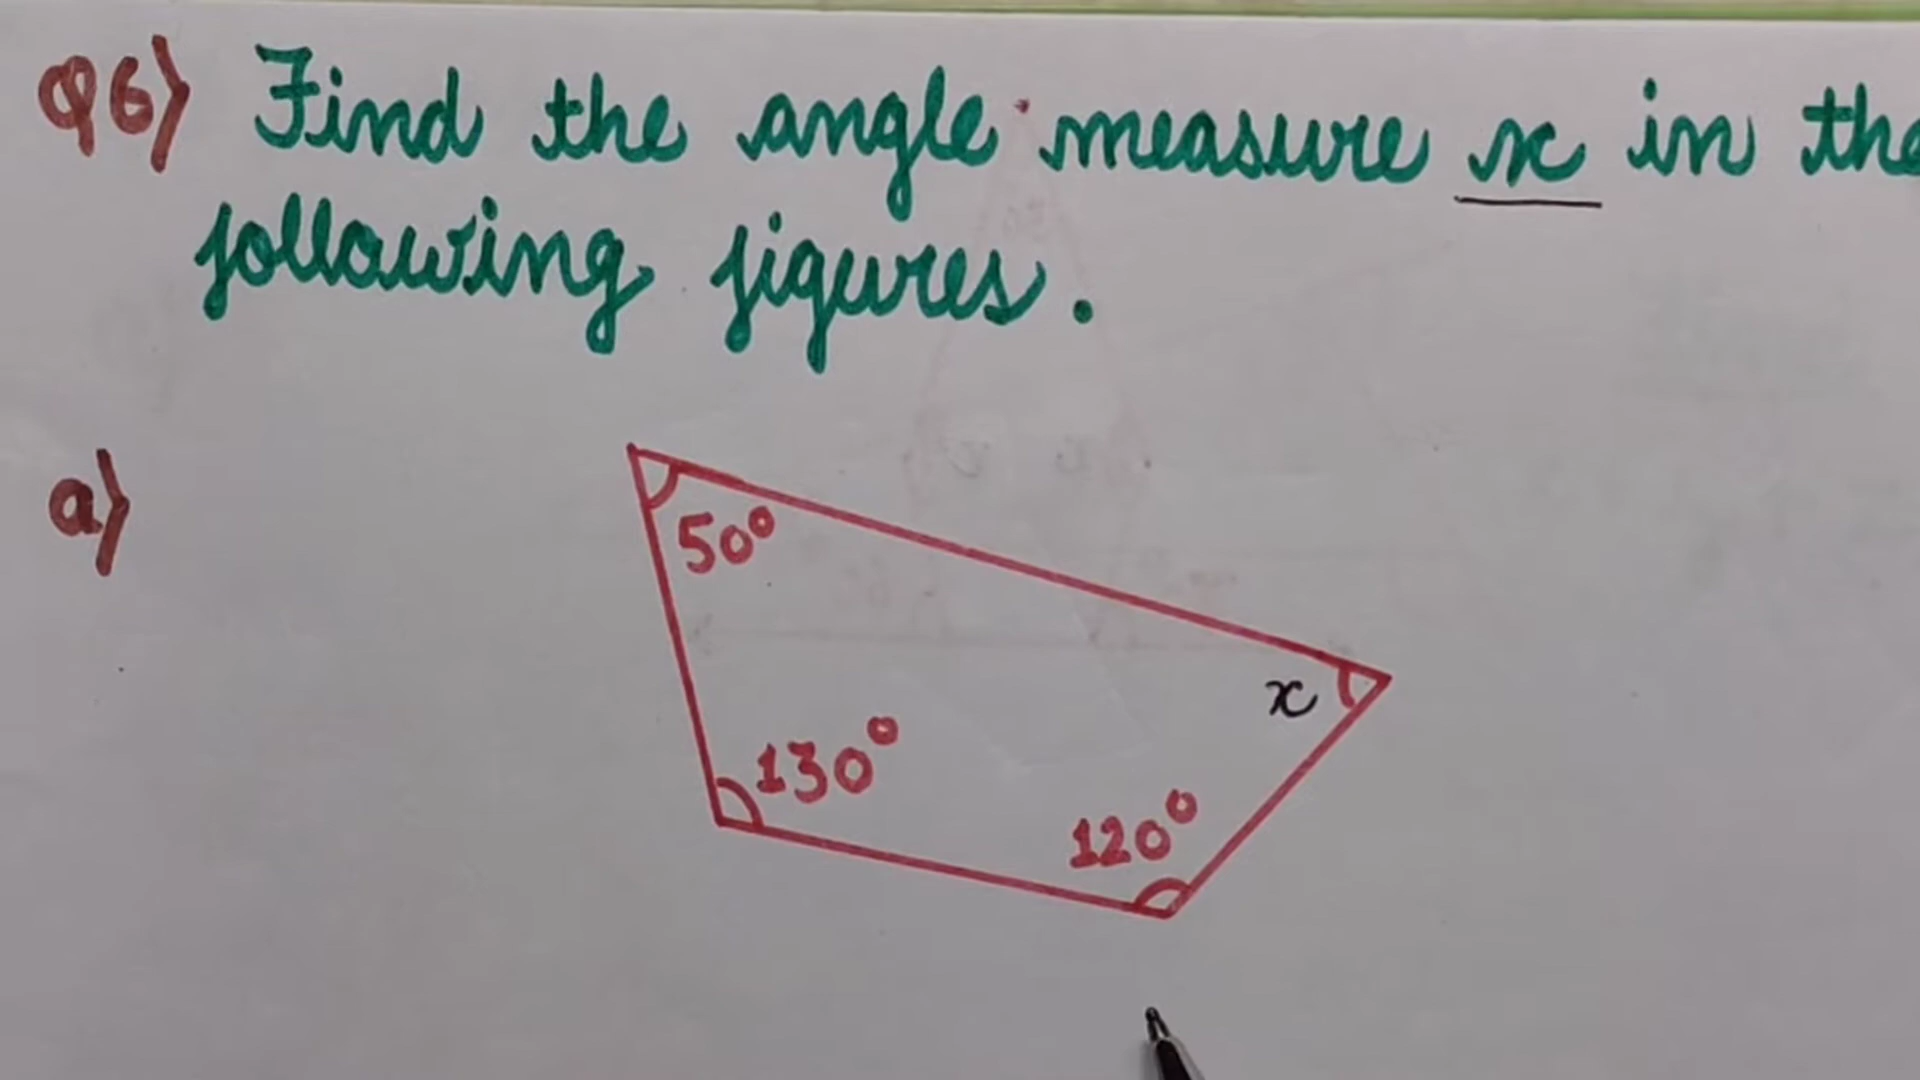 Q6) Find the angle measure x in the
following figures.
a)
50°
x
130°
120°